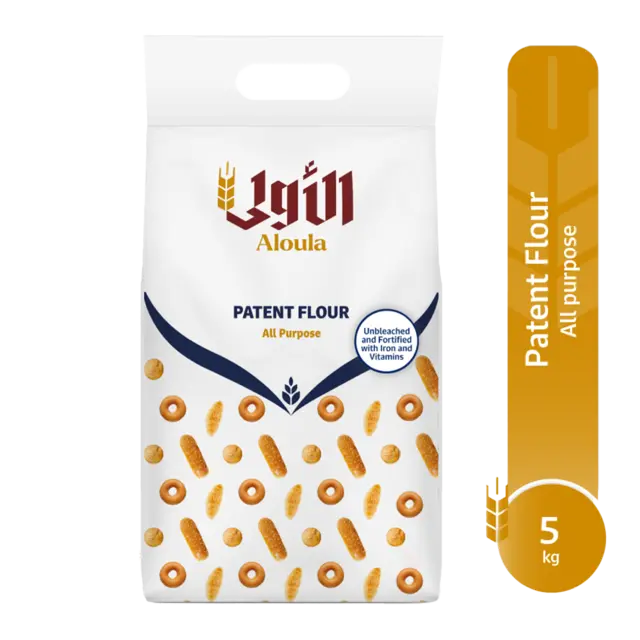 الأولى
Aloula
PATENT FLOUR
All Purpose
Unbleached
and Fortified
with Iron and
Vitamins
Patent Flour
All purpose
5
kg